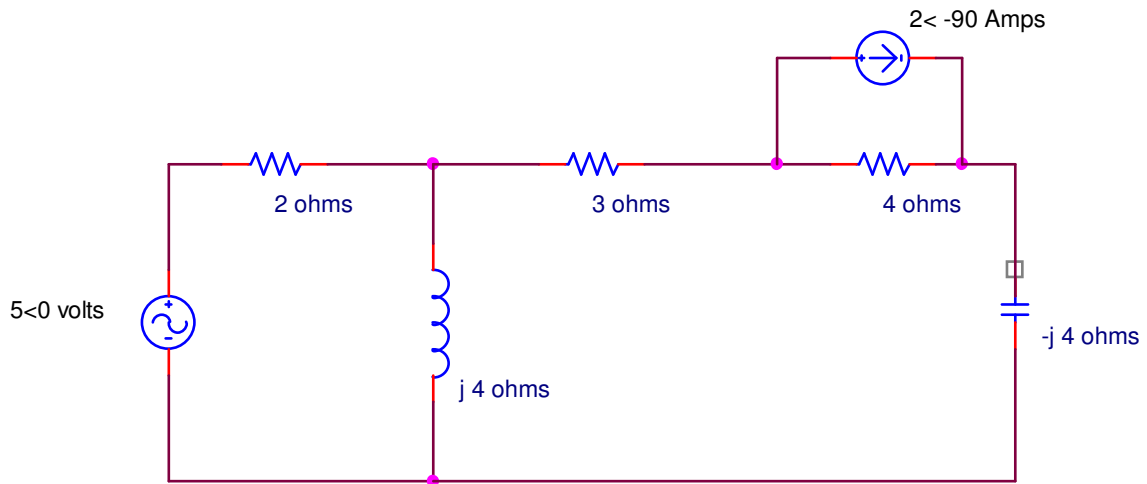 2< -90 Amps
2 ohms
3 ohms
4 ohms
5<0 volts
-j 4 ohms
j 4 ohms